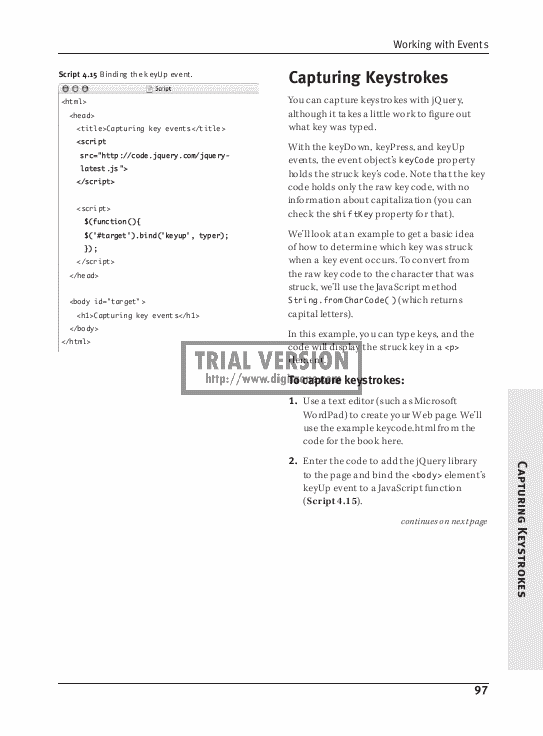 Working with Events
Script 4.15 Binding the keyUp event.
Script
<html>
<head>
<title>Capturing key events</title>
<script
src="http://code.jquery.com/jquery-
latest.js">
</script>
<script>
$(function(){
$('#target').bind('keyup', typer);
});
</script>
</head>
<body id="target">
<h1>Capturing key events</h1>
</body>
</html>
Capturing Keystrokes
You can capture keystrokes with jQuery,
although it takes a little work to figure out
what key was typed.
With the keyDown, keyPress, and keyUp
events, the event object's keyCode property
holds the struck key's code. Note that the key
code holds only the raw key code, with no
information about capitalization (you can
check the shiftKey property for that).
We'll look at an example to get a basic idea
of how to determine which key was struck
when a key event occurs. To convert from
the raw key code to the character that was
struck, we'll use the JavaScript method
String.fromCharCode() (which returns
capital letters).
In this example, you can type keys, and the
code will display the struck key in a <p>
element.
TRIAL VERSION
To capture keystrokes:
1. Use a text editor (such as Microsoft
WordPad) to create your Web page. We'll
use the example keycode.html from the
code for the book here.
2. Enter the code to add the jQuery library
to the page and bind the <body> element's
keyUp event to a JavaScript function
(Script 4.15).
continues on next page
Capturing Keystrokes
97